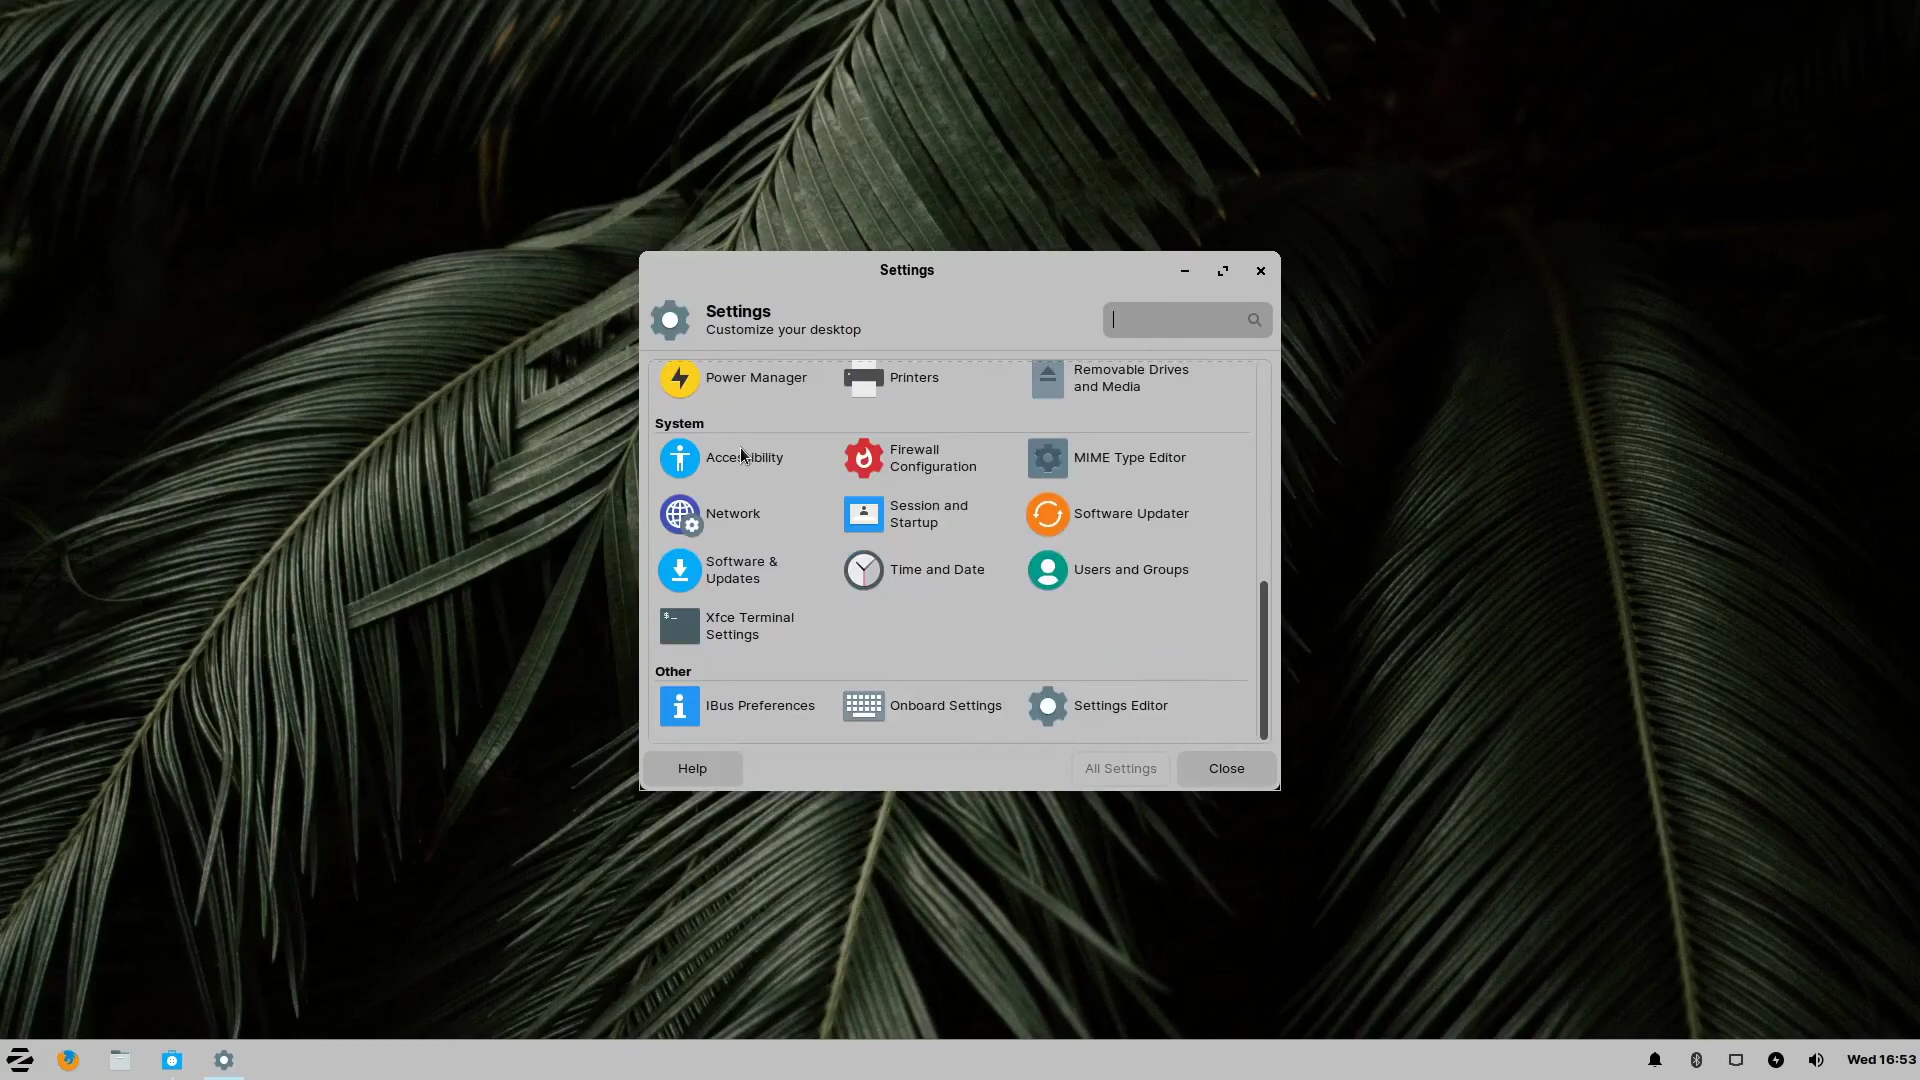 Settings
Settings
Customize your desktop
Power Manager
Printers
Removable Drives
and Media
System
Accessibility
Firewall
Configuration
MIME Type Editor
Network
Session and
Startup
Software Updater
Software &
Updates
Time and Date
Users and Groups
$_
Xfce Terminal
Settings
Other
IBus Preferences
Onboard Settings
Settings Editor
Help
All Settings
Close
Wed 16:53